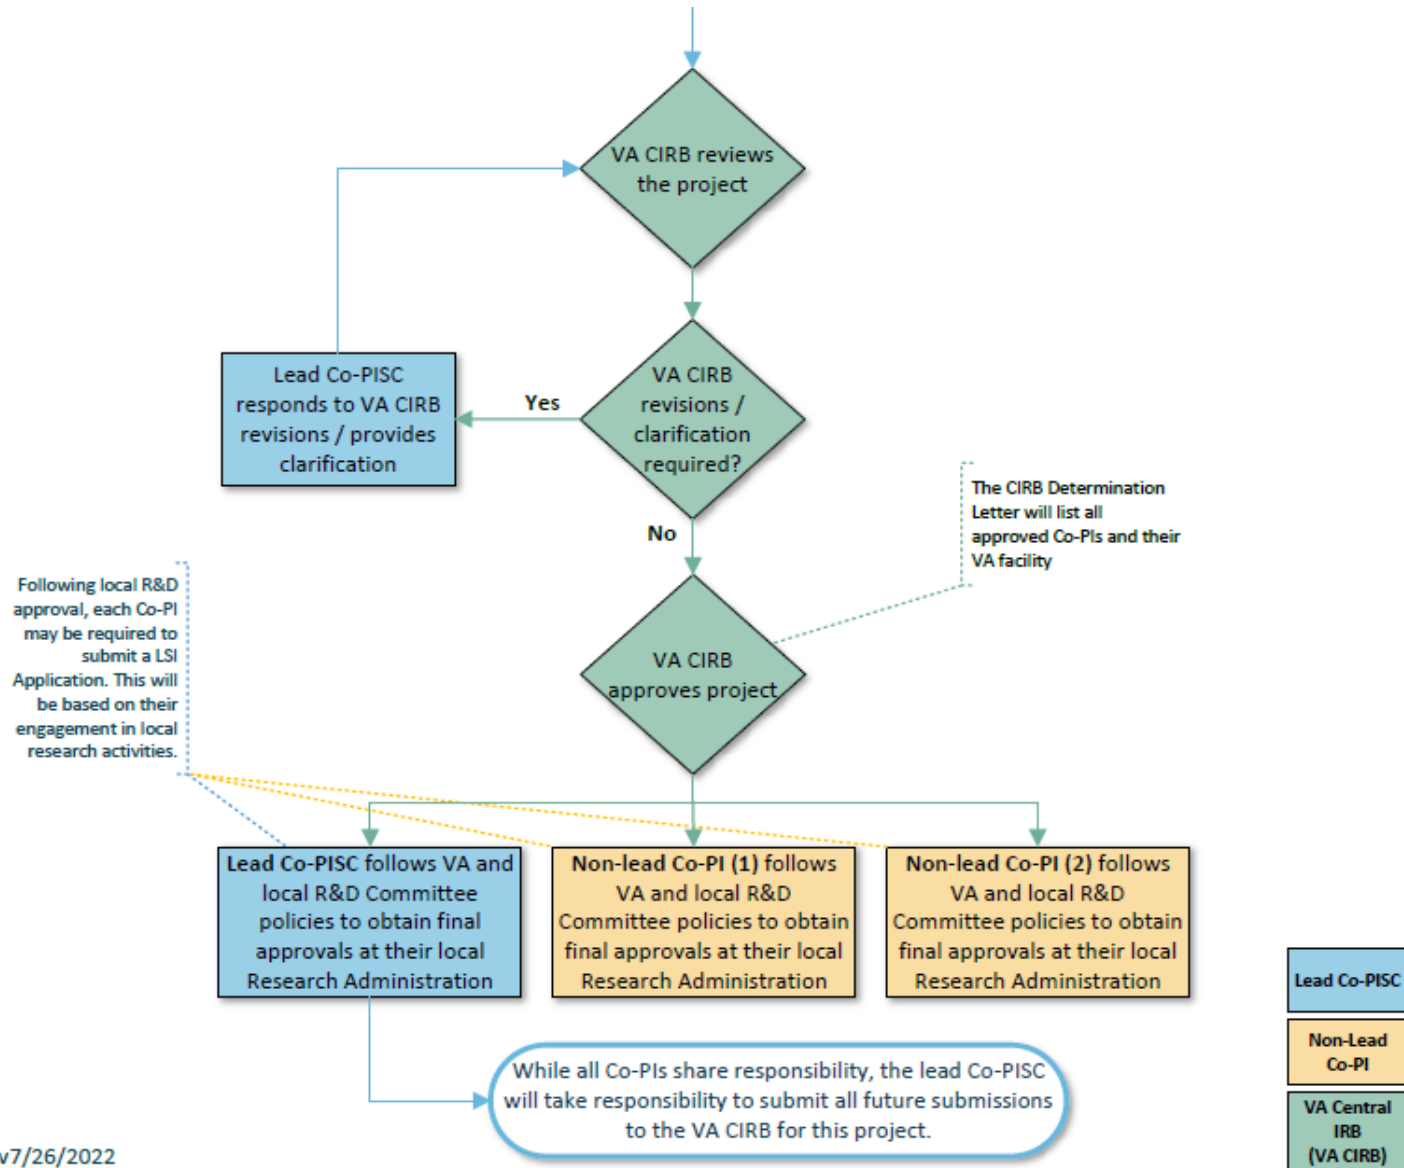 VA CIRB reviews
the project
Lead Co-PISC
responds to VA CIRB
revisions / provides
clarification
Yes
VA CIRB
revisions /
clarification
required?
No
The CIRB Determination
Letter will list all
approved Co-PIs and their
VA facility
Following local R&D
approval, each Co-PI
may be required to
submit a LSI
Application. This will
be based on their
engagement in local
research activities.
VA CIRB
approves project
Lead Co-PISC follows VA and
local R&D Committee
policies to obtain final
approvals at their local
Research Administration
Non-lead Co-PI (1) follows
VA and local R&D
Committee policies to obtain
final approvals at their local
Research Administration
Non-lead Co-PI (2) follows
VA and local R&D
Committee policies to obtain
final approvals at their local
Research Administration
While all Co-PIs share responsibility, the lead Co-PISC
will take responsibility to submit all future submissions
to the VA CIRB for this project.
Lead Co-PISC
Non-Lead
Co-PI
VA Central
IRB
(VA CIRB)
v7/26/2022